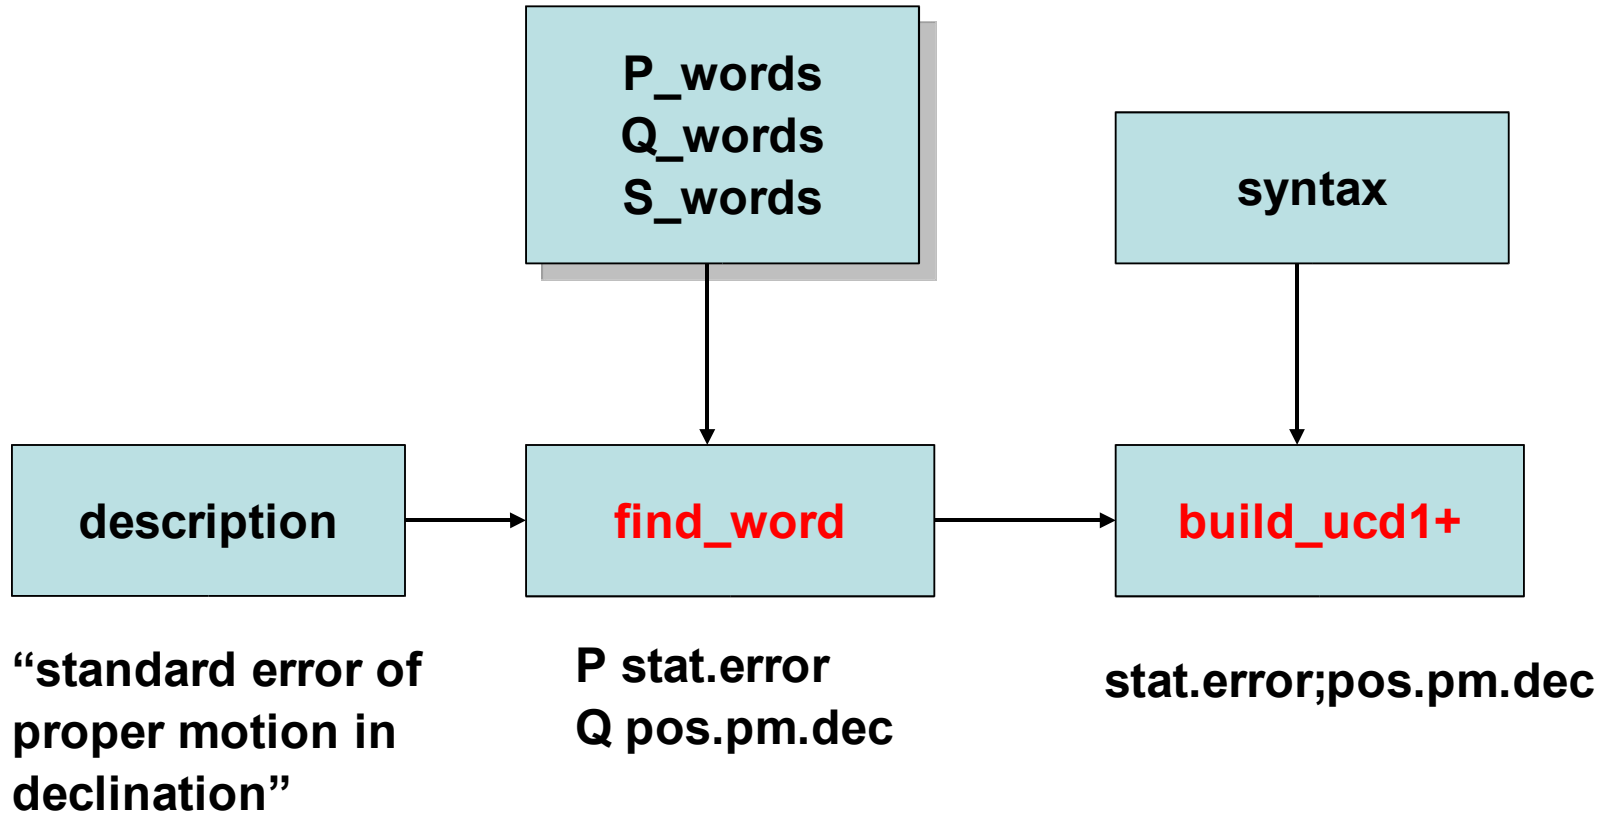 P_words
Q_words
S_words
syntax
description
find_word
build_ucd1+
“standard error of
proper motion in
declination”
P stat.error
Q pos.pm.dec
stat.error;pos.pm.dec